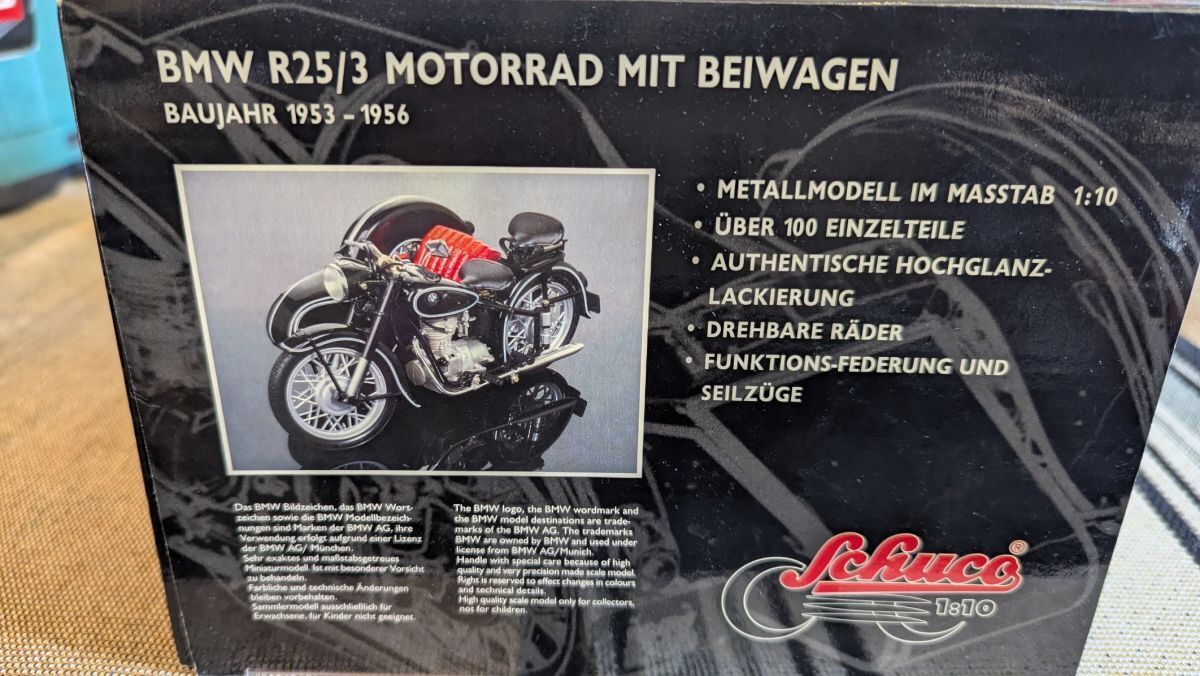 BMW R25/3 MOTORRAD MIT BEIWAGEN
BAUJAHR 1953 – 1956
• METALLMODELL IM MASSTAB 1:10
• ÜBER 100 EINZELTEILE
• AUTHENTISCHE HOCHGLANZ-
LACKIERUNG
• DREHBARE RÄDER
• FUNKTIONS-FEDERUNG UND
SEILZÜGE
Das BMW Bildzeichen, das BMW Wort-
zeichen sowie die BMW Modellbezeich-
nungen sind Marken der BMW AG, ihre
Verwendung erfolgt aufgrund einer Lizenz
der BMW AG/ München.
Sehr exaktes und maßstabsgetreues
Miniaturmodell. Ist mit besonderer Vorsicht
zu behandeln.
Farbliche und technische Änderungen
bleiben vorbehalten.
Sammlermodell ausschließlich für
Erwachsene, für Kinder nicht geeignet.
The BMW logo, the BMW wordmark and
the BMW model destinations are trade-
marks of the BMW AG. The trademarks
BMW are owned by BMW and used under
license from BMW AG/Munich.
Handle with special care because of high
quality and very precision made scale model.
Right is reserved to effect changes in colours
and technical details.
High quality scale model only for collectors,
not for children.
Schuco®
1:10